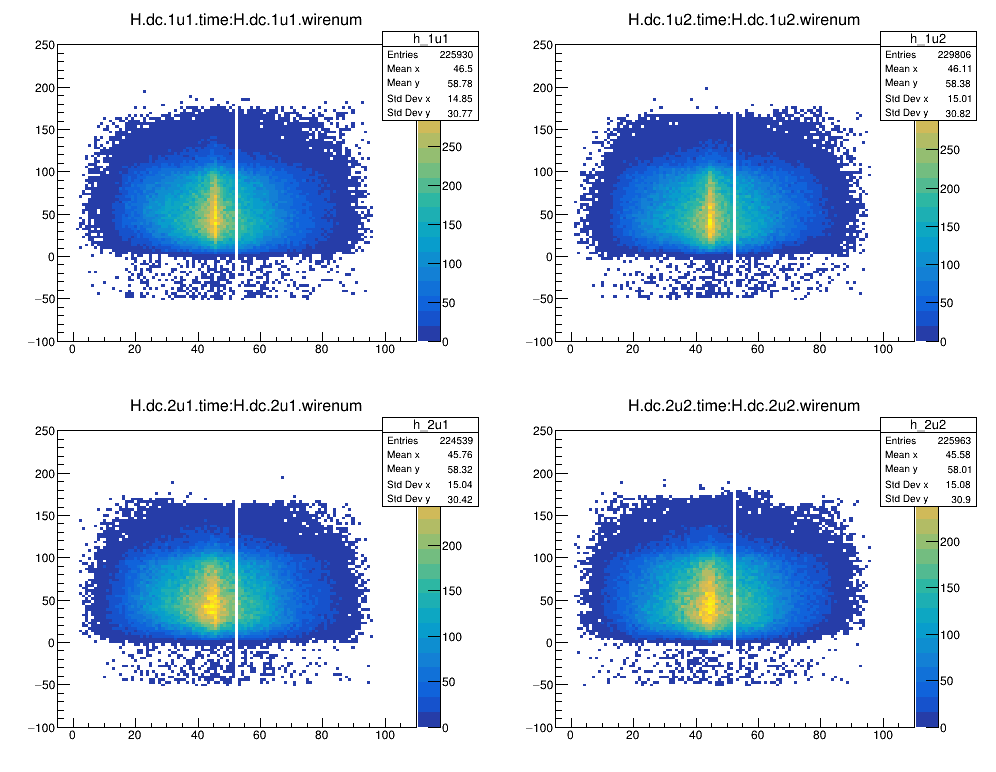 H.dc.1u1.time:H.dc.1u1.wirenum
h_1u1
Entries 225930
Mean x 46.5
Mean y 58.78
Std Dev x 14.85
Std Dev y 30.77
250
200
150
100
50
0
−50
−100
0 20 40 60 80 100
250
200
150
100
50
0
H.dc.1u2.time:H.dc.1u2.wirenum
h_1u2
Entries 229806
Mean x 46.11
Mean y 58.38
Std Dev x 15.01
Std Dev y 30.82
250
200
150
100
50
0
−50
−100
0 20 40 60 80 100
250
200
150
100
50
0
H.dc.2u1.time:H.dc.2u1.wirenum
h_2u1
Entries 224539
Mean x 45.76
Mean y 58.32
Std Dev x 15.04
Std Dev y 30.42
250
200
150
100
50
0
−50
−100
0 20 40 60 80 100
200
150
100
50
0
H.dc.2u2.time:H.dc.2u2.wirenum
h_2u2
Entries 225963
Mean x 45.58
Mean y 58.01
Std Dev x 15.08
Std Dev y 30.9
250
200
150
100
50
0
−50
−100
0 20 40 60 80 100
200
150
100
50
0